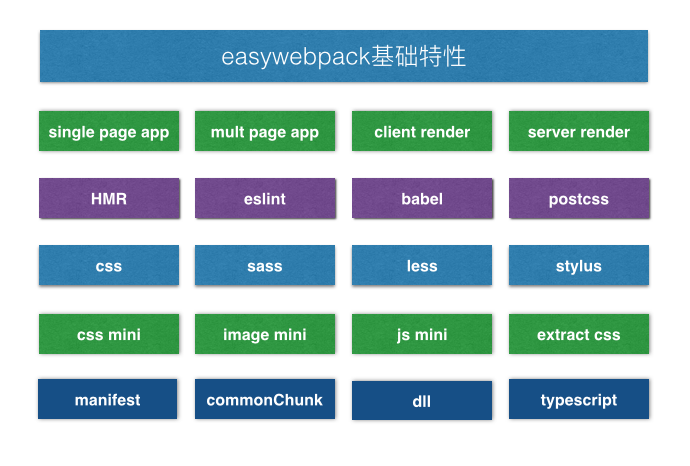 easywebpack基础特性
single page app
mult page app
client render
server render
HMR
eslint
babel
postcss
css
sass
less
stylus
css mini
image mini
js mini
extract css
manifest
commonChunk
dll
typescript